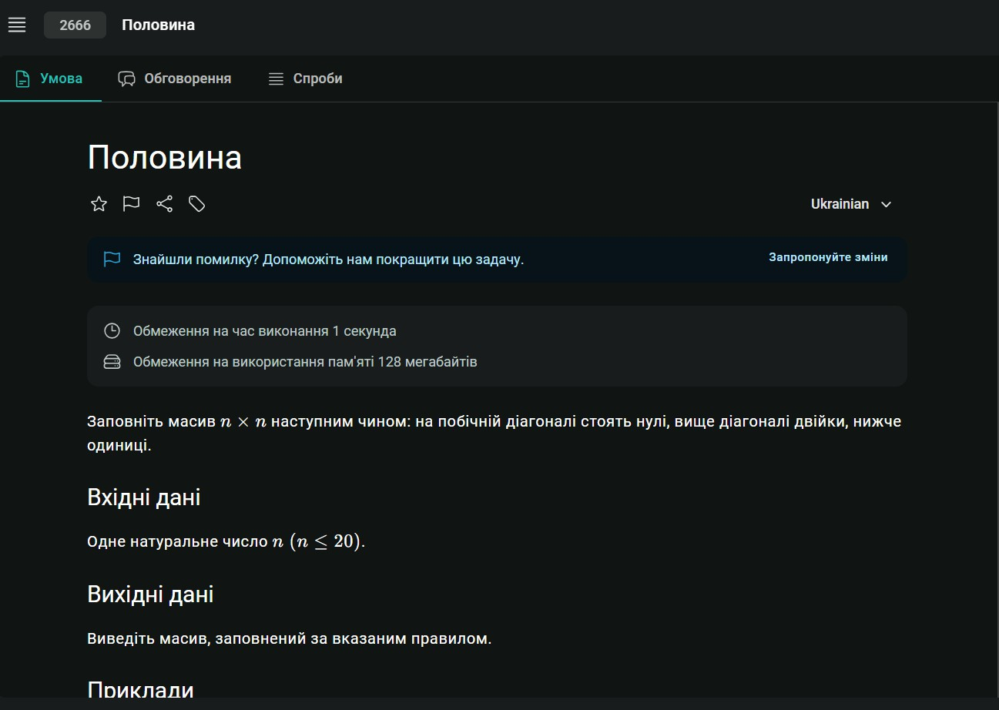 2666 Половина
Умова Обговорення Спроби
Половина
Ukrainian
Знайшли помилку? Допоможіть нам покращити цю задачу. Запропонуйте зміни
Обмеження на час виконання 1 секунда
Обмеження на використання пам'яті 128 мегабайтів
Заповніть масив n × n наступним чином: на побічній діагоналі стоять нулі, вище діагоналі двійки, нижче
одиниці.
Вхідні дані
Одне натуральне число n (n ≤ 20).
Вихідні дані
Виведіть масив, заповнений за вказаним правилом.
Приклади